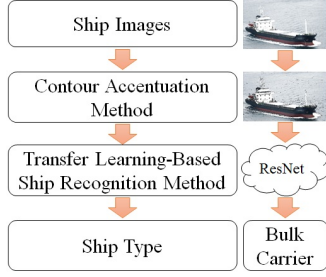 Ship Images
Contour Accentuation
Method
Transfer Learning-Based
Ship Recognition Method
ResNet
Ship Type
Bulk
Carrier